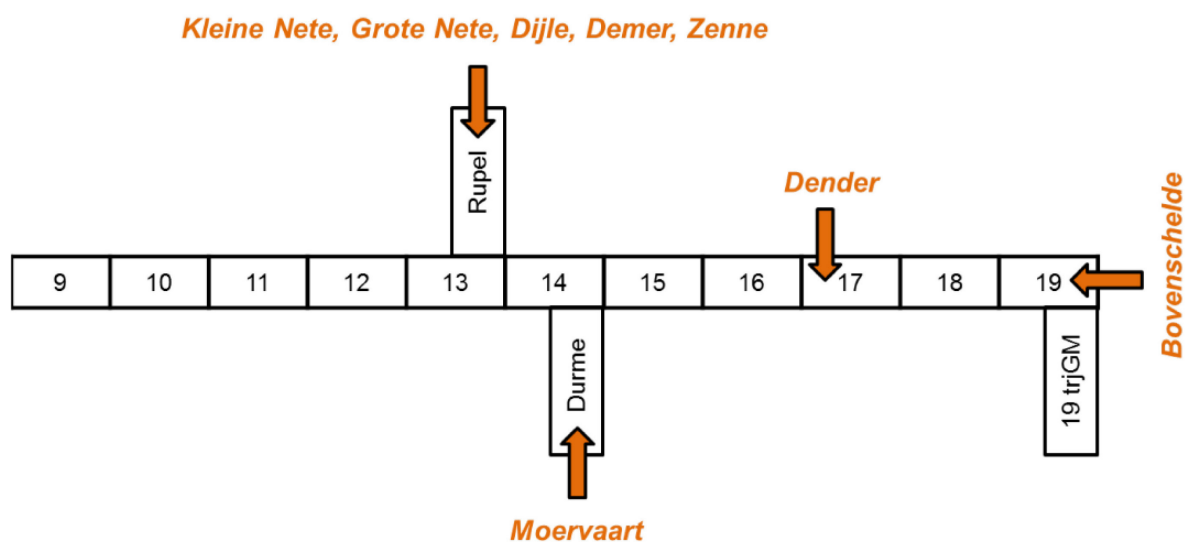 Kleine Nete, Grote Nete, Dijle, Demer, Zenne
Rupel
Dender
Bovenschelde
9 10 11 12 13 14 15 16 17 18 19
Durme
19 trjGM
Moervaart